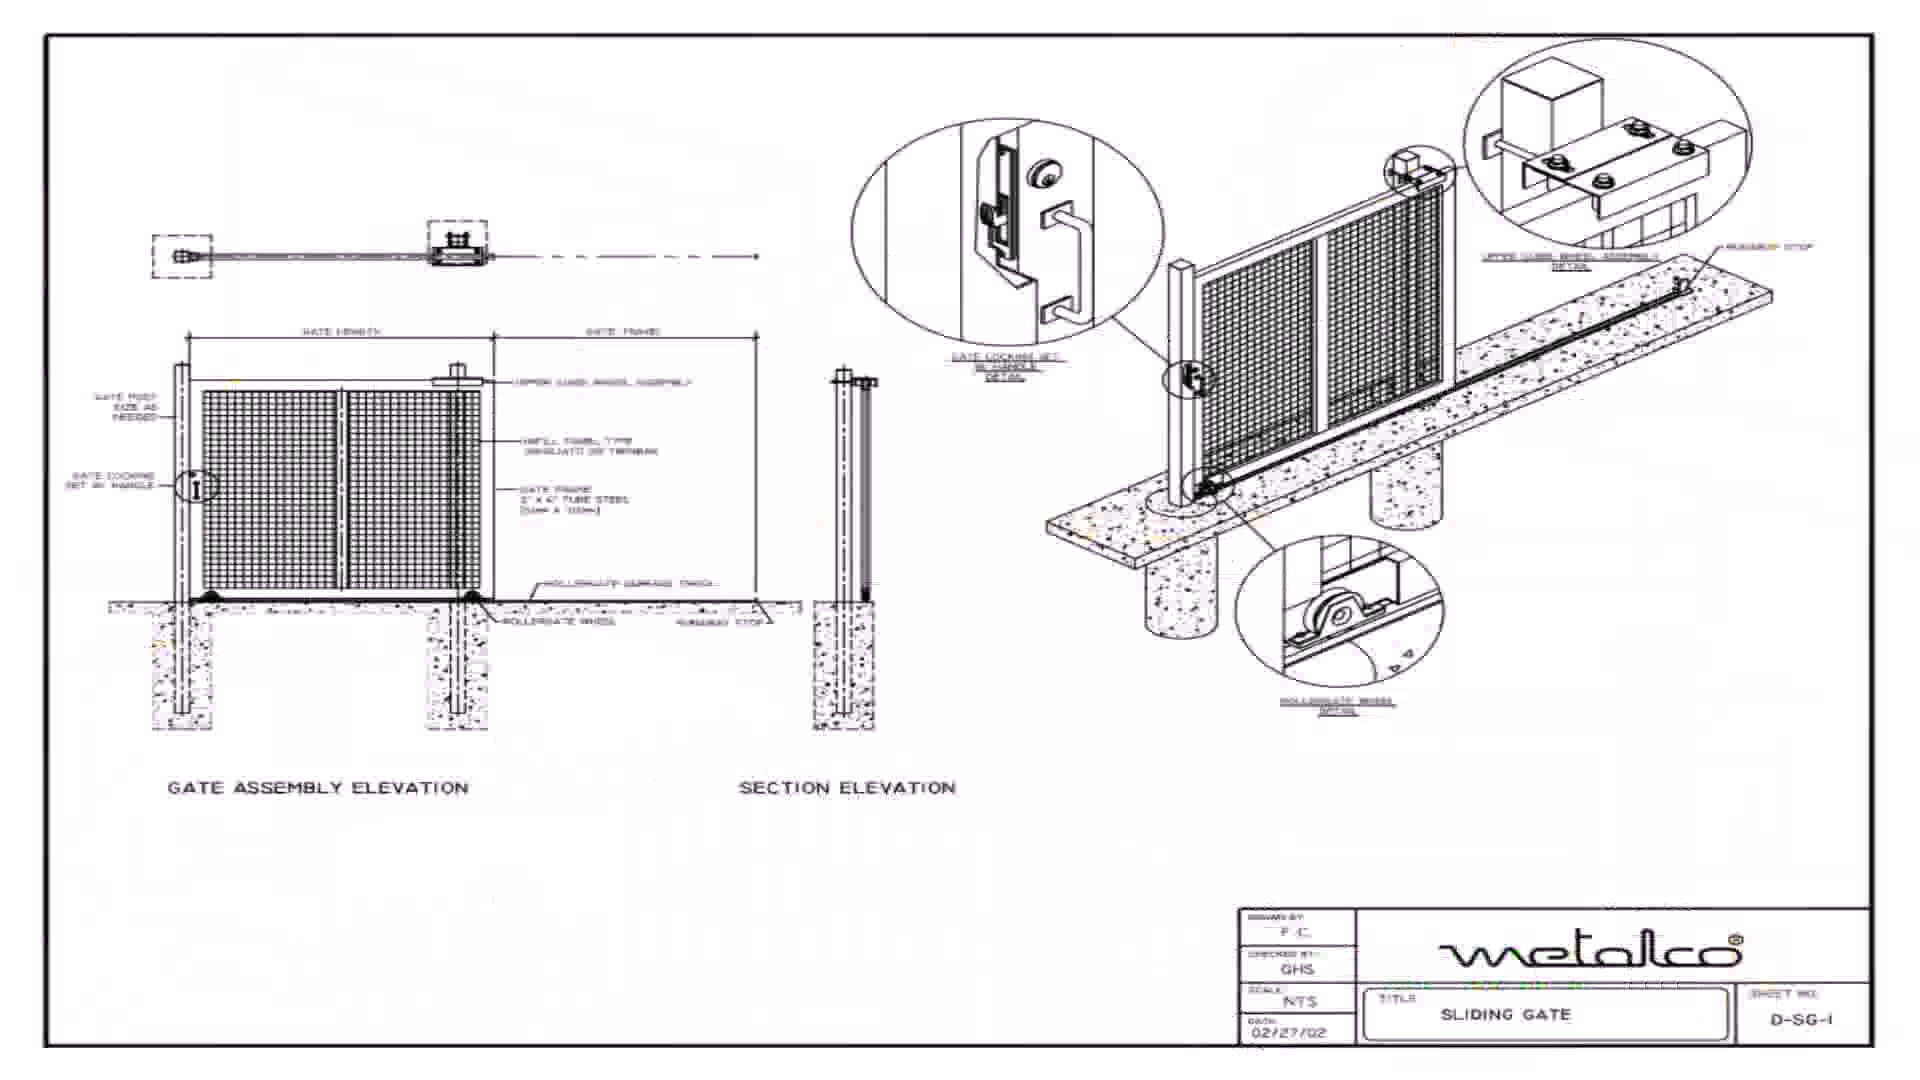 GATE LENGTH
GATE TRAVEL
UPPER GUIDE WHEEL ASSEMBLY
GATE POST
SIZE AS
NEEDED
INFILL PANEL TYPE
GATE LOCKING
SET W/ HANDLE
GATE FRAME
2" X 4" TUBE STEEL
ROLLERGATE SURFACE TRACK
ROLLERGATE WHEEL
RUNAWAY STOP
GATE ASSEMBLY ELEVATION
SECTION ELEVATION
GATE LOCKING SET
W/ HANDLE
DETAIL
UPPER GUIDE WHEEL ASSEMBLY
DETAIL
RUNAWAY STOP
ROLLERGATE WHEEL
DETAIL
DRAWN BY:
F.C.
CHECKED BY:
GHS
SCALE:
NTS
DATE:
02/27/02
metalco®
TITLE
SLIDING GATE
SHEET NO.
D-SG-1